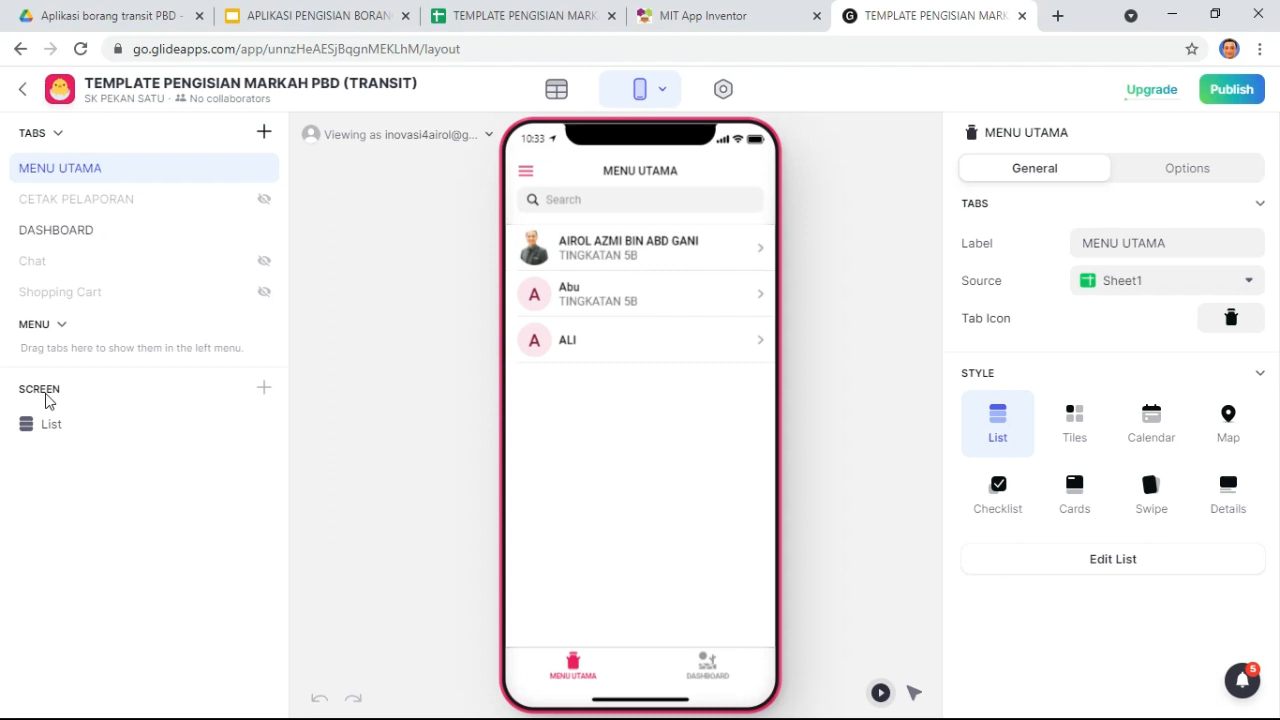 Aplikasi borang transit PBD -
APLIKASI PENGISIAN BORAN
TEMPLATE PENGISIAN MARK
MIT App Inventor
TEMPLATE PENGISIAN MARK
go.glideapps.com/app/unnzHeAESjBqgnMEKLhM/layout
TEMPLATE PENGISIAN MARKAH PBD (TRANSIT)
SK PEKAN SATU · No collaborators
Upgrade
Publish
TABS
MENU UTAMA
CETAK PELAPORAN
DASHBOARD
Chat
Shopping Cart
MENU
Drag tabs here to show them in the left menu.
SCREEN
List
Viewing as inovasi4airol@g...
10:33
MENU UTAMA
Search
AIROL AZMI BIN ABD GANI
TINGKATAN 5B
A
Abu
TINGKATAN 5B
A
ALI
MENU UTAMA
DASHBOARD
MENU UTAMA
General
Options
TABS
Label
MENU UTAMA
Source
Sheet1
Tab Icon
STYLE
List
Tiles
Calendar
Map
Checklist
Cards
Swipe
Details
Edit List
5